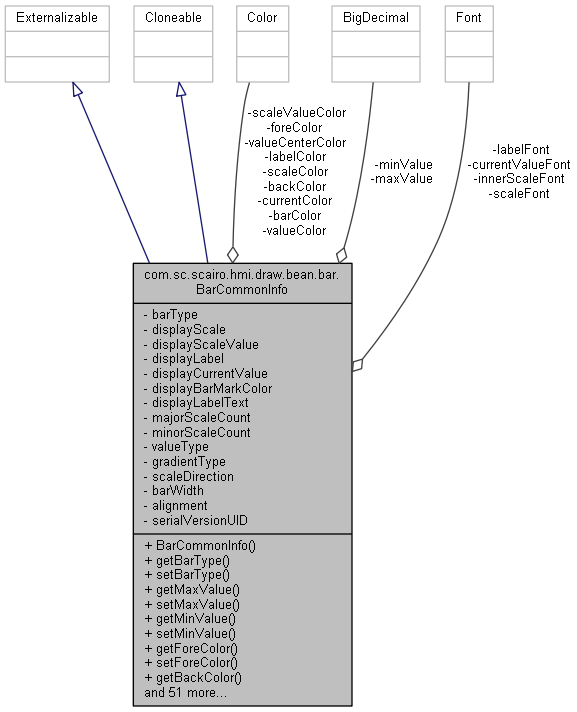 Externalizable
Cloneable
Color
BigDecimal
Font
-scaleValueColor
-foreColor
-valueCenterColor
-labelColor
-scaleColor
-backColor
-currentColor
-barColor
-valueColor
-minValue
-maxValue
-labelFont
-currentValueFont
-innerScaleFont
-scaleFont
com.sc.scairo.hmi.draw.bean.bar.
BarCommonInfo
- barType
- displayScale
- displayScaleValue
- displayLabel
- displayCurrentValue
- displayBarMarkColor
- displayLabelText
- majorScaleCount
- minorScaleCount
- valueType
- gradientType
- scaleDirection
- barWidth
- alignment
- serialVersionUID
+ BarCommonInfo()
+ getBarType()
+ setBarType()
+ getMaxValue()
+ setMaxValue()
+ getMinValue()
+ setMinValue()
+ getForeColor()
+ setForeColor()
+ getBackColor()
and 51 more...